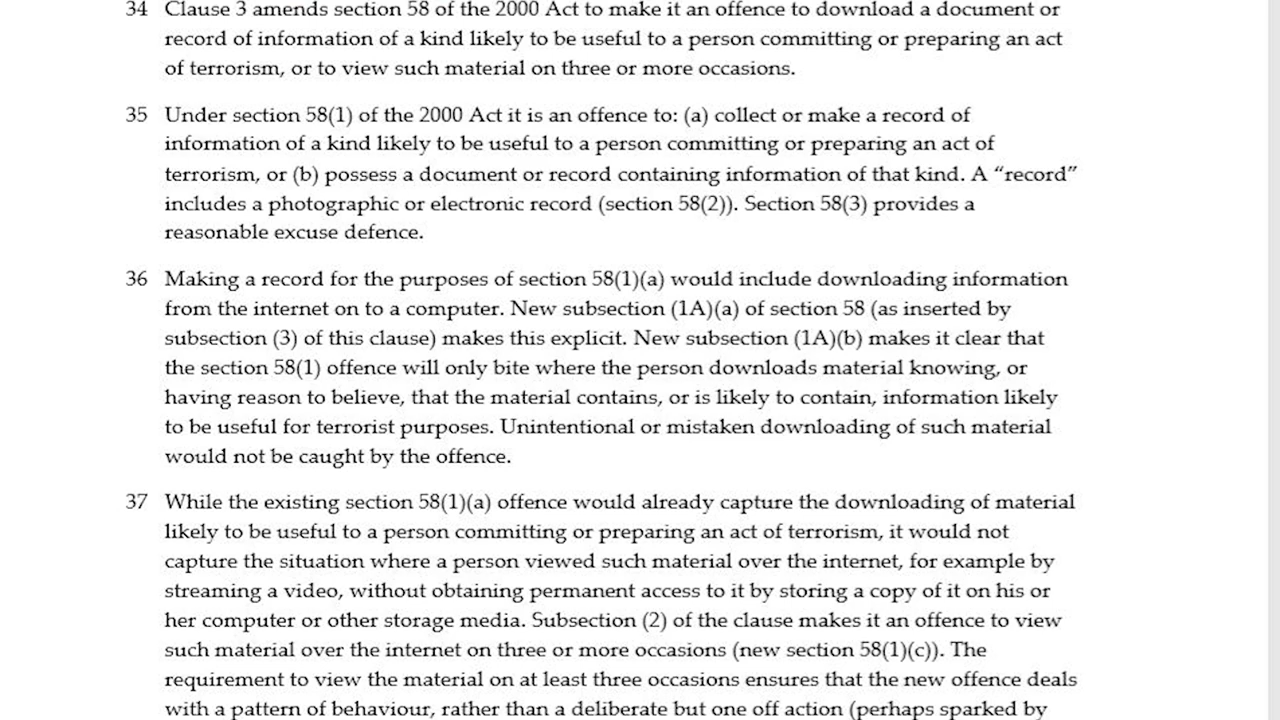 34 Clause 3 amends section 58 of the 2000 Act to make it an offence to download a document or
record of information of a kind likely to be useful to a person committing or preparing an act
of terrorism, or to view such material on three or more occasions.
35 Under section 58(1) of the 2000 Act it is an offence to: (a) collect or make a record of
information of a kind likely to be useful to a person committing or preparing an act of
terrorism, or (b) possess a document or record containing information of that kind. A “record”
includes a photographic or electronic record (section 58(2)). Section 58(3) provides a
reasonable excuse defence.
36 Making a record for the purposes of section 58(1)(a) would include downloading information
from the internet on to a computer. New subsection (1A)(a) of section 58 (as inserted by
subsection (3) of this clause) makes this explicit. New subsection (1A)(b) makes it clear that
the section 58(1) offence will only bite where the person downloads material knowing, or
having reason to believe, that the material contains, or is likely to contain, information likely
to be useful for terrorist purposes. Unintentional or mistaken downloading of such material
would not be caught by the offence.
37 While the existing section 58(1)(a) offence would already capture the downloading of material
likely to be useful to a person committing or preparing an act of terrorism, it would not
capture the situation where a person viewed such material over the internet, for example by
streaming a video, without obtaining permanent access to it by storing a copy of it on his or
her computer or other storage media. Subsection (2) of the clause makes it an offence to view
such material over the internet on three or more occasions (new section 58(1)(c)). The
requirement to view the material on at least three occasions ensures that the new offence deals
with a pattern of behaviour, rather than a deliberate but one off action (perhaps sparked by